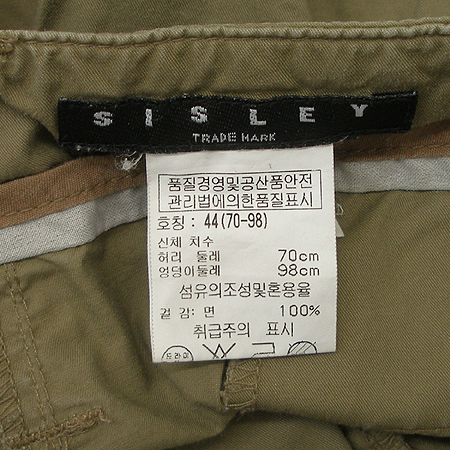 SISLEY
TRADE MARK
품질경영및공산품안전
관리법에의한품질표시
호칭 : 44 (70-98)
신체 치수
허리 둘레 70cm
엉덩이둘레 98cm
섬유의조성및혼용율
겉 감: 면 100%
취급주의 표시
드라이